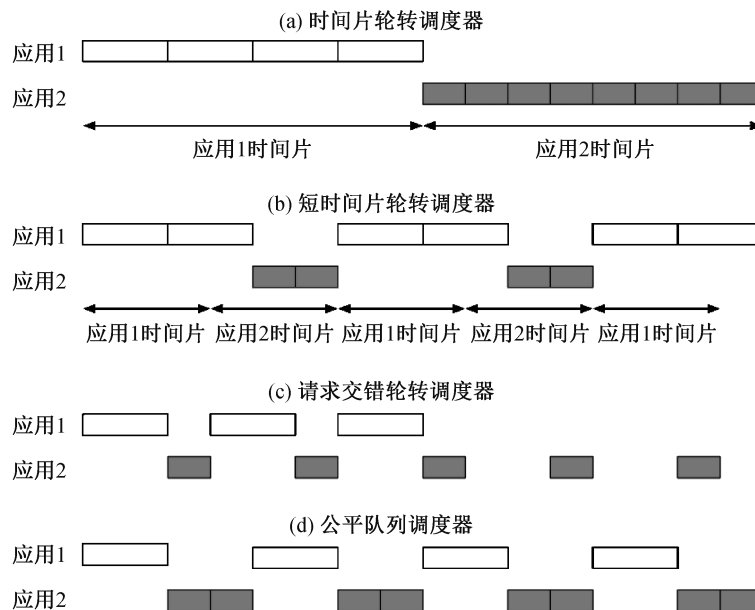 (a) 时间片轮转调度器
应用1
应用2
应用1时间片 应用2时间片
(b) 短时间片轮转调度器
应用1
应用2
应用1时间片 应用2时间片 应用1时间片 应用2时间片 应用1时间片
(c) 请求交错轮转调度器
应用1
应用2
(d) 公平队列调度器
应用1
应用2